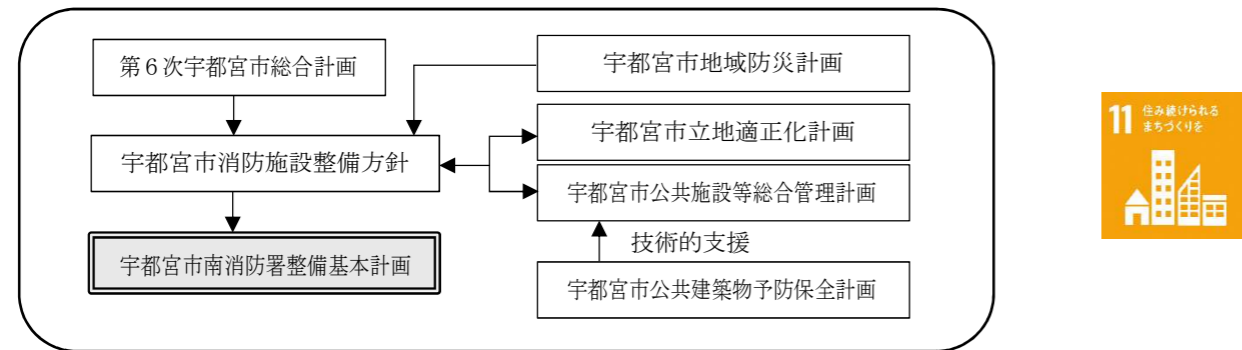 第６次宇都宮市総合計画
宇都宮市地域防災計画
宇都宮市立地適正化計画
宇都宮市消防施設整備方針
宇都宮市公共施設等総合管理計画
技術的支援
宇都宮市南消防署整備基本計画
宇都宮市公共建築物予防保全計画
11 住み続けられる
まちづくりを